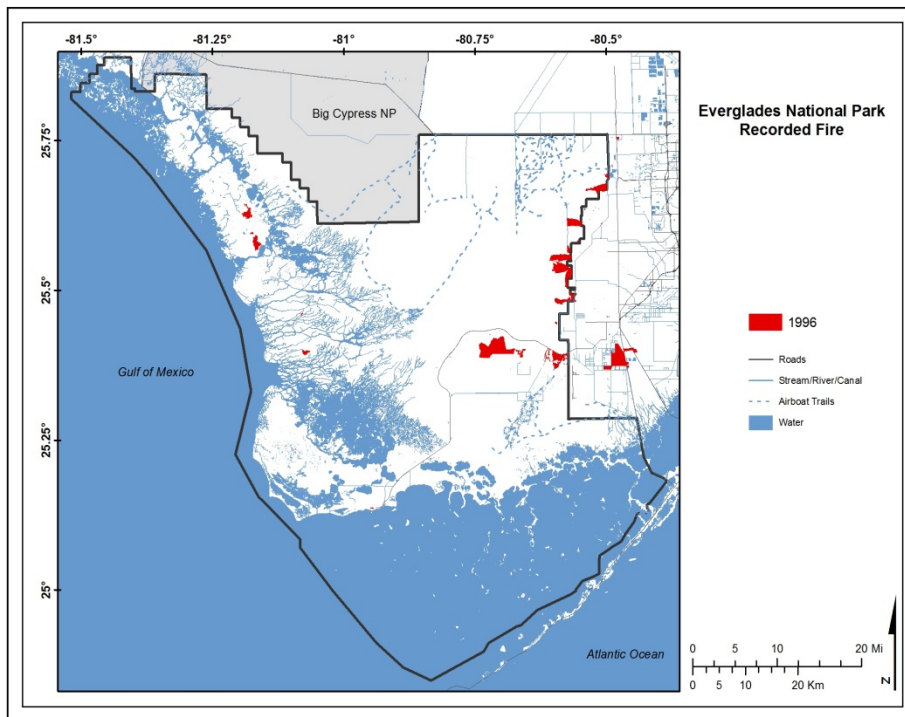 -81.5
-81.25
-81°
-80.75
-80.5
Big Cypress NP
Everglades National Park
Recorded Fire
25.75°
25.5°
1996
Roads
Gulf of Mexico
Stream/River/Canal
Airboat Trails
Water
25.25°
25°
Atlantic Ocean
0 5 10 20 Mi
0 5 10 20 Km
N